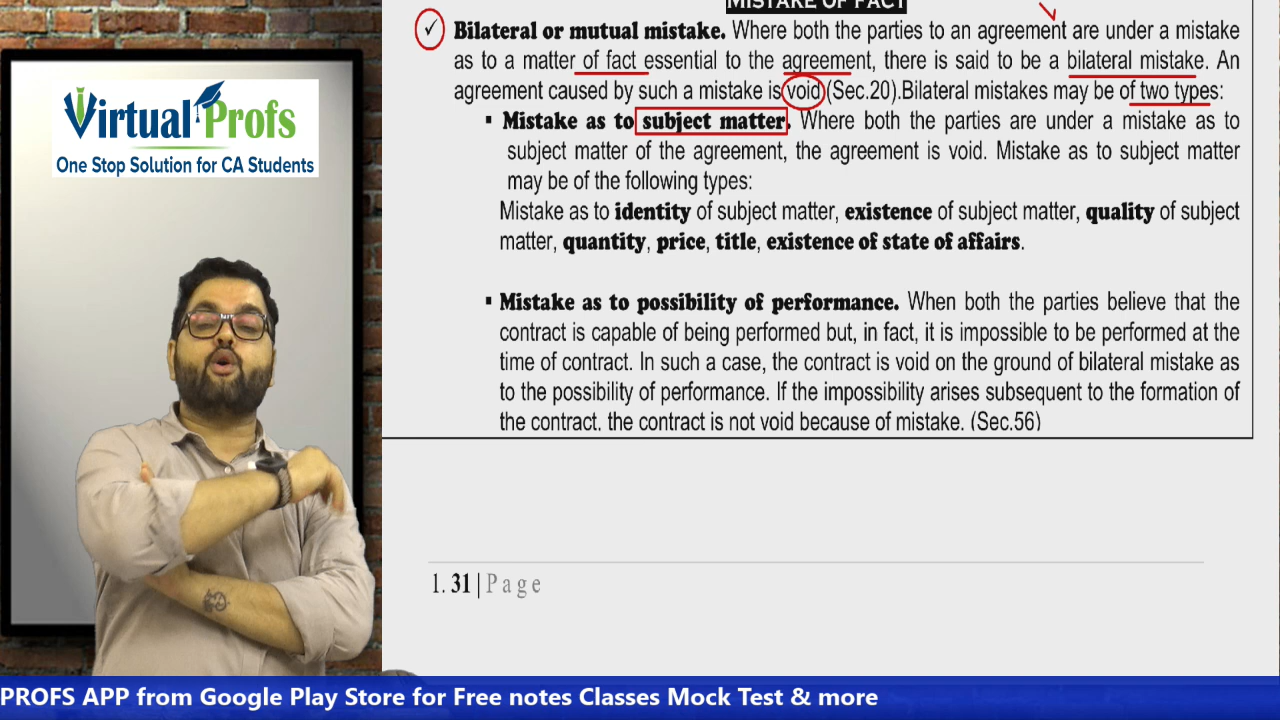 Virtual Profs
One Stop Solution for CA Students
MISTAKE OF FACT
Bilateral or mutual mistake. Where both the parties to an agreement are under a mistake
as to a matter of fact essential to the agreement, there is said to be a bilateral mistake. An
agreement caused by such a mistake is void (Sec.20).Bilateral mistakes may be of two types:
▪ Mistake as to subject matter. Where both the parties are under a mistake as to
subject matter of the agreement, the agreement is void. Mistake as to subject matter
may be of the following types:
Mistake as to identity of subject matter, existence of subject matter, quality of subject
matter, quantity, price, title, existence of state of affairs.
▪ Mistake as to possibility of performance. When both the parties believe that the
contract is capable of being performed but, in fact, it is impossible to be performed at the
time of contract. In such a case, the contract is void on the ground of bilateral mistake as
to the possibility of performance. If the impossibility arises subsequent to the formation of
the contract, the contract is not void because of mistake. (Sec.56)
1. 31 | Page
PROFS APP from Google Play Store for Free notes Classes Mock Test & more